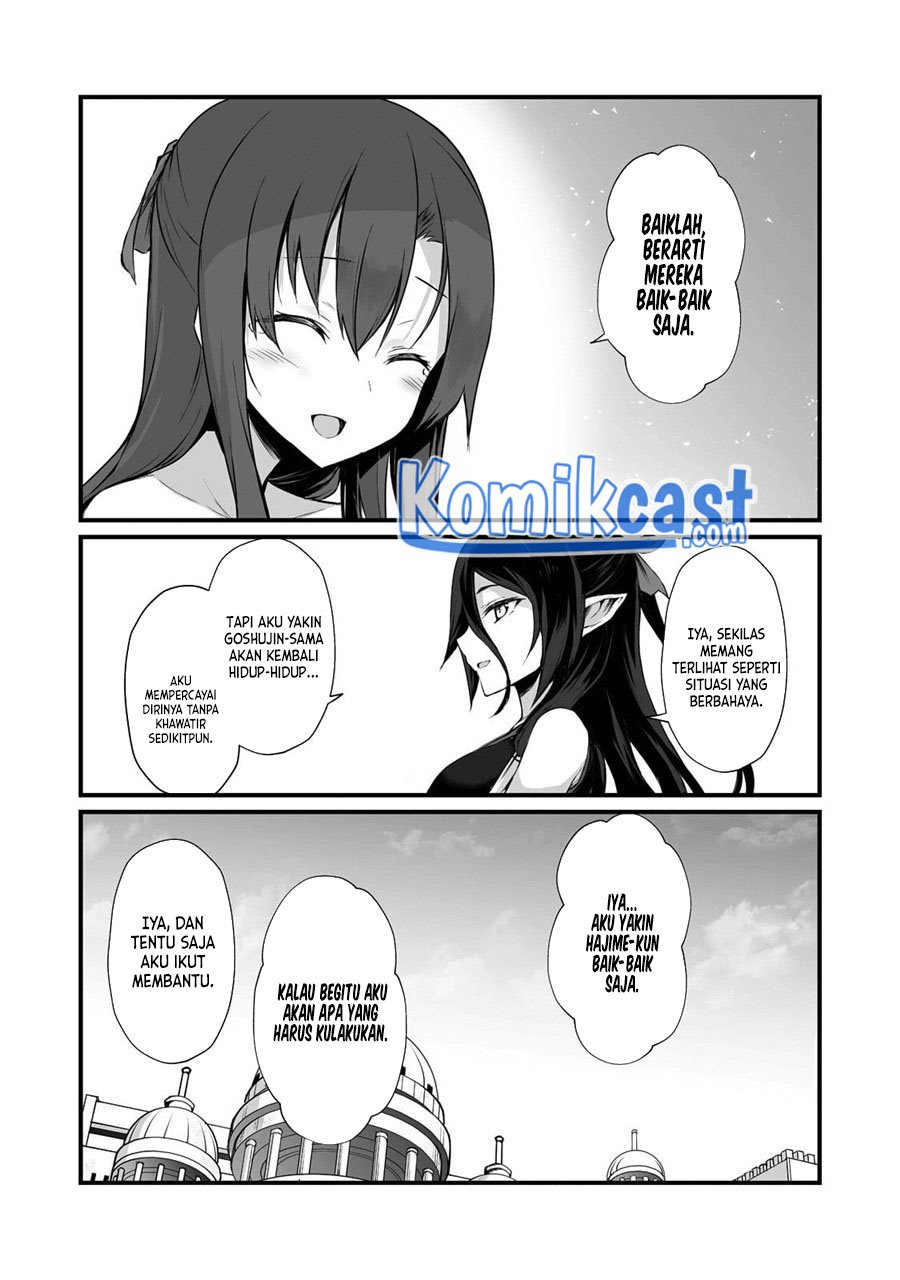 BAIKLAH,
BERARTI
MEREKA
BAIK-BAIK
SAJA.
Komikcast
.com
IYA, SEKILAS
MEMANG
TERLIHAT SEPERTI
SITUASI YANG
BERBAHAYA.
TAPI AKU YAKIN
GOSHUJIN-SAMA
AKAN KEMBALI
HIDUP-HIDUP...
AKU
MEMPERCAYAI
DIRINYA TANPA
KHAWATIR
SEDIKITPUN.
IYA...
AKU YAKIN
HAJIME-KUN
BAIK-BAIK
SAJA.
KALAU BEGITU AKU
AKAN APA YANG
HARUS KULAKUKAN.
IYA, DAN
TENTU SAJA
AKU IKUT
MEMBANTU.